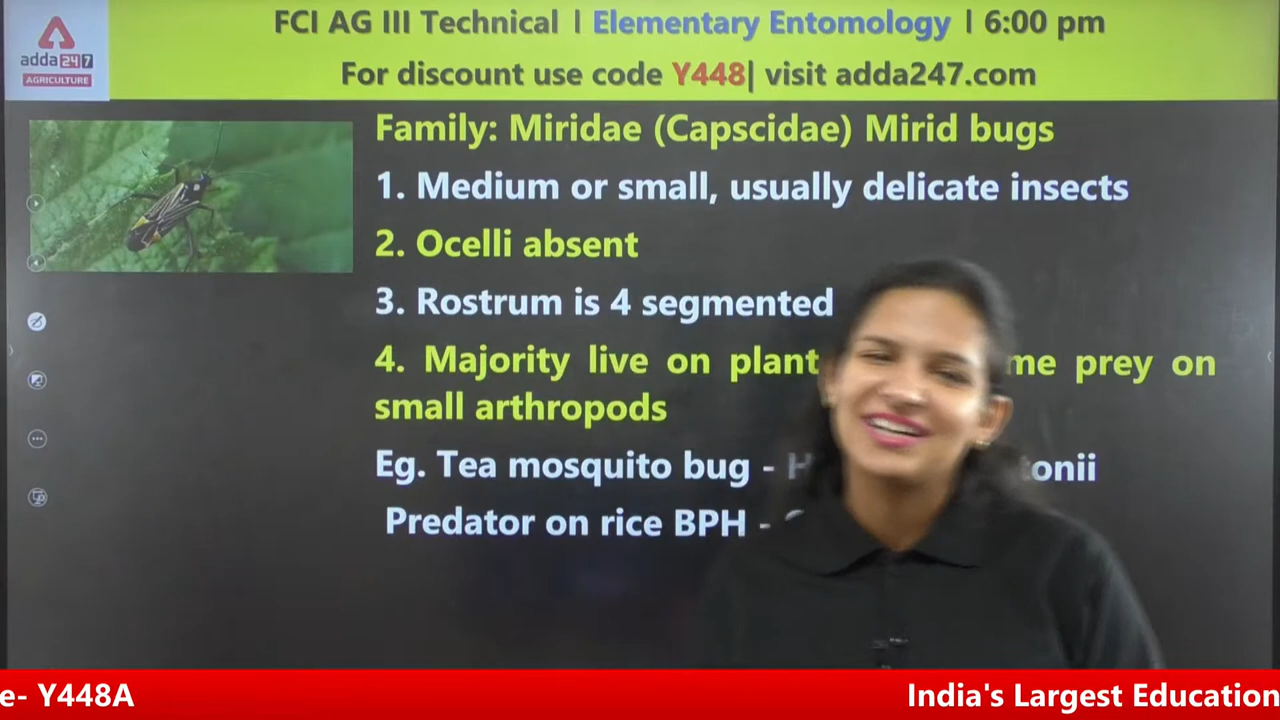 FCI AG III Technical | Elementary Entomology | 6:00 pm
For discount use code Y448| visit adda247.com
adda247
AGRICULTURE
Family: Miridae (Capscidae) Mirid bugs
1. Medium or small, usually delicate insects
2. Ocelli absent
3. Rostrum is 4 segmented
4. Majority live on plant me prey on
small arthropods
Eg. Tea mosquito bug - H onii
Predator on rice BPH -
e- Y448A
India's Largest Education